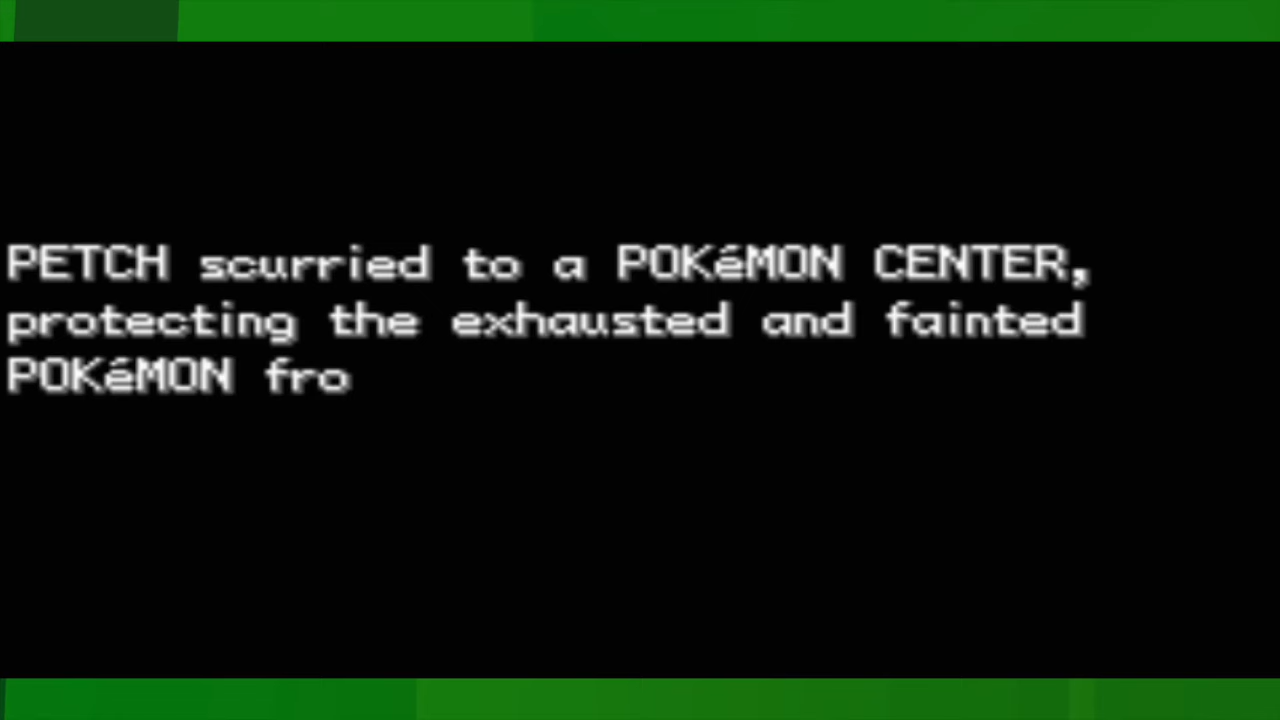 PETCH scurried to a POKéMON CENTER,
protecting the exhausted and fainted
POKéMON fro